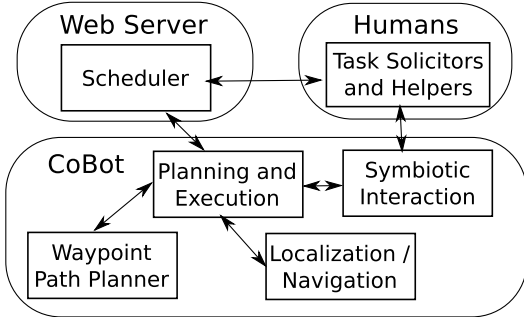 Web Server
Humans
Scheduler
Task Solicitors
and Helpers
CoBot
Planning and
Execution
Symbiotic
Interaction
Waypoint
Path Planner
Localization /
Navigation